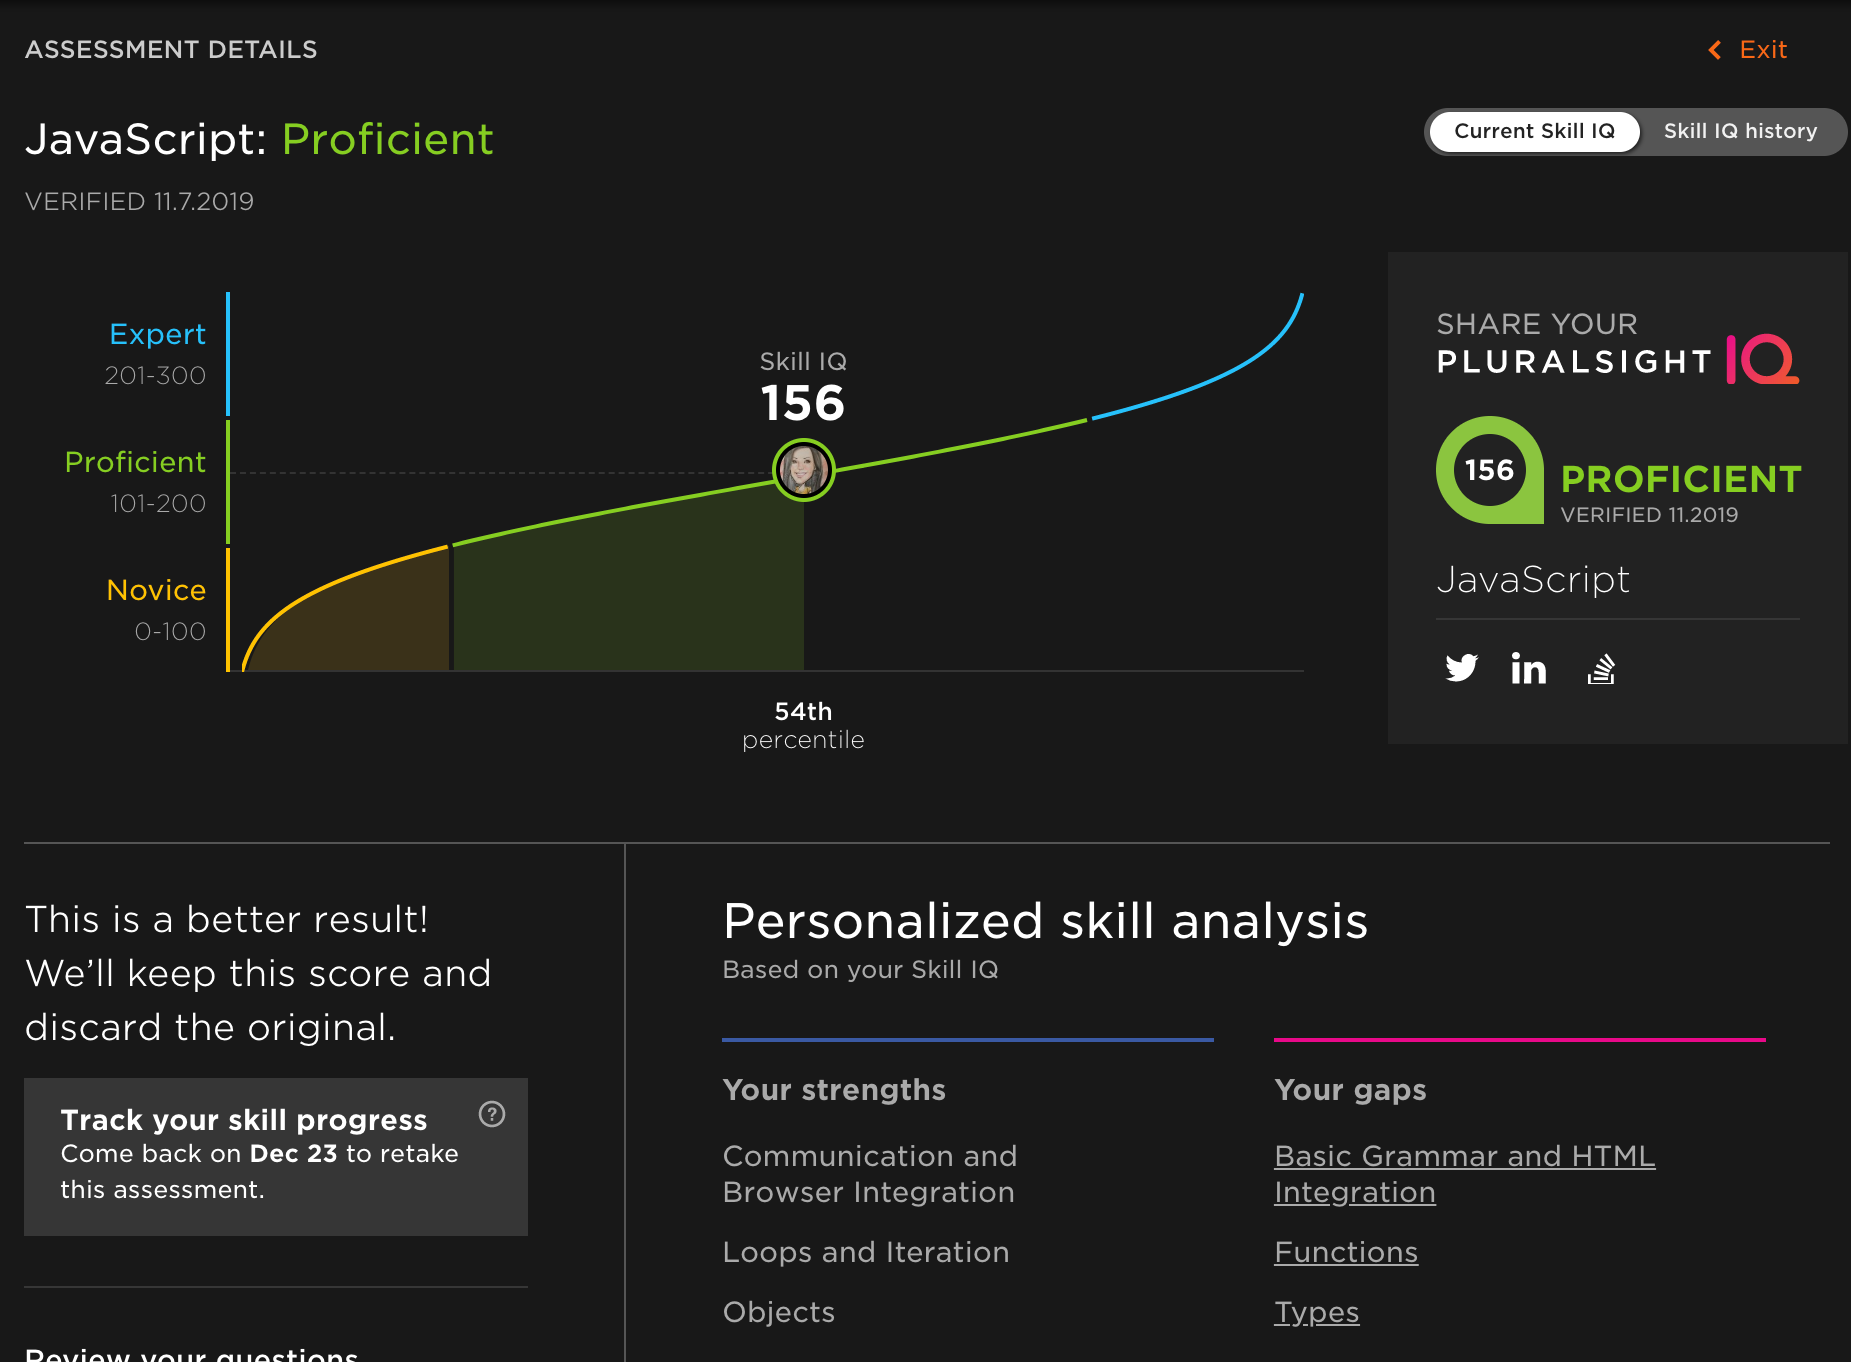 ASSESSMENT DETAILS
Exit
JavaScript: Proficient
Current Skill IQ
Skill IQ history
VERIFIED 11.7.2019
Expert
201-300
Proficient
101-200
Novice
0-100
Skill IQ
156
54th
percentile
SHARE YOUR
PLURALSIGHT IQ
156
PROFICIENT
VERIFIED 11.2019
JavaScript
in
This is a better result!
We’ll keep this score and
discard the original.
Track your skill progress
?
Come back on Dec 23 to retake
this assessment.
Review your questions
Personalized skill analysis
Based on your Skill IQ
Your strengths
Communication and
Browser Integration
Loops and Iteration
Objects
Your gaps
Basic Grammar and HTML
Integration
Functions
Types